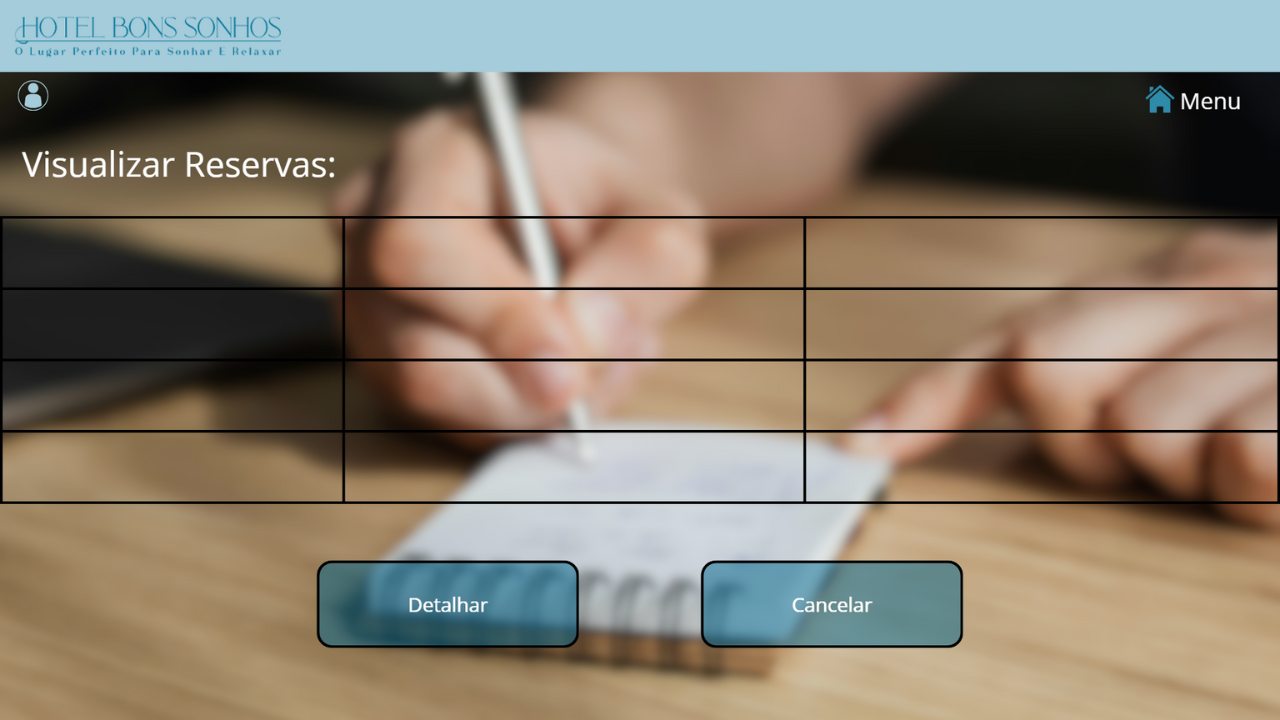 HOTEL BONS SONHOS
O Lugar Perfeito Para Sonhar E Relaxar
Menu
Visualizar Reservas:
Detalhar
Cancelar